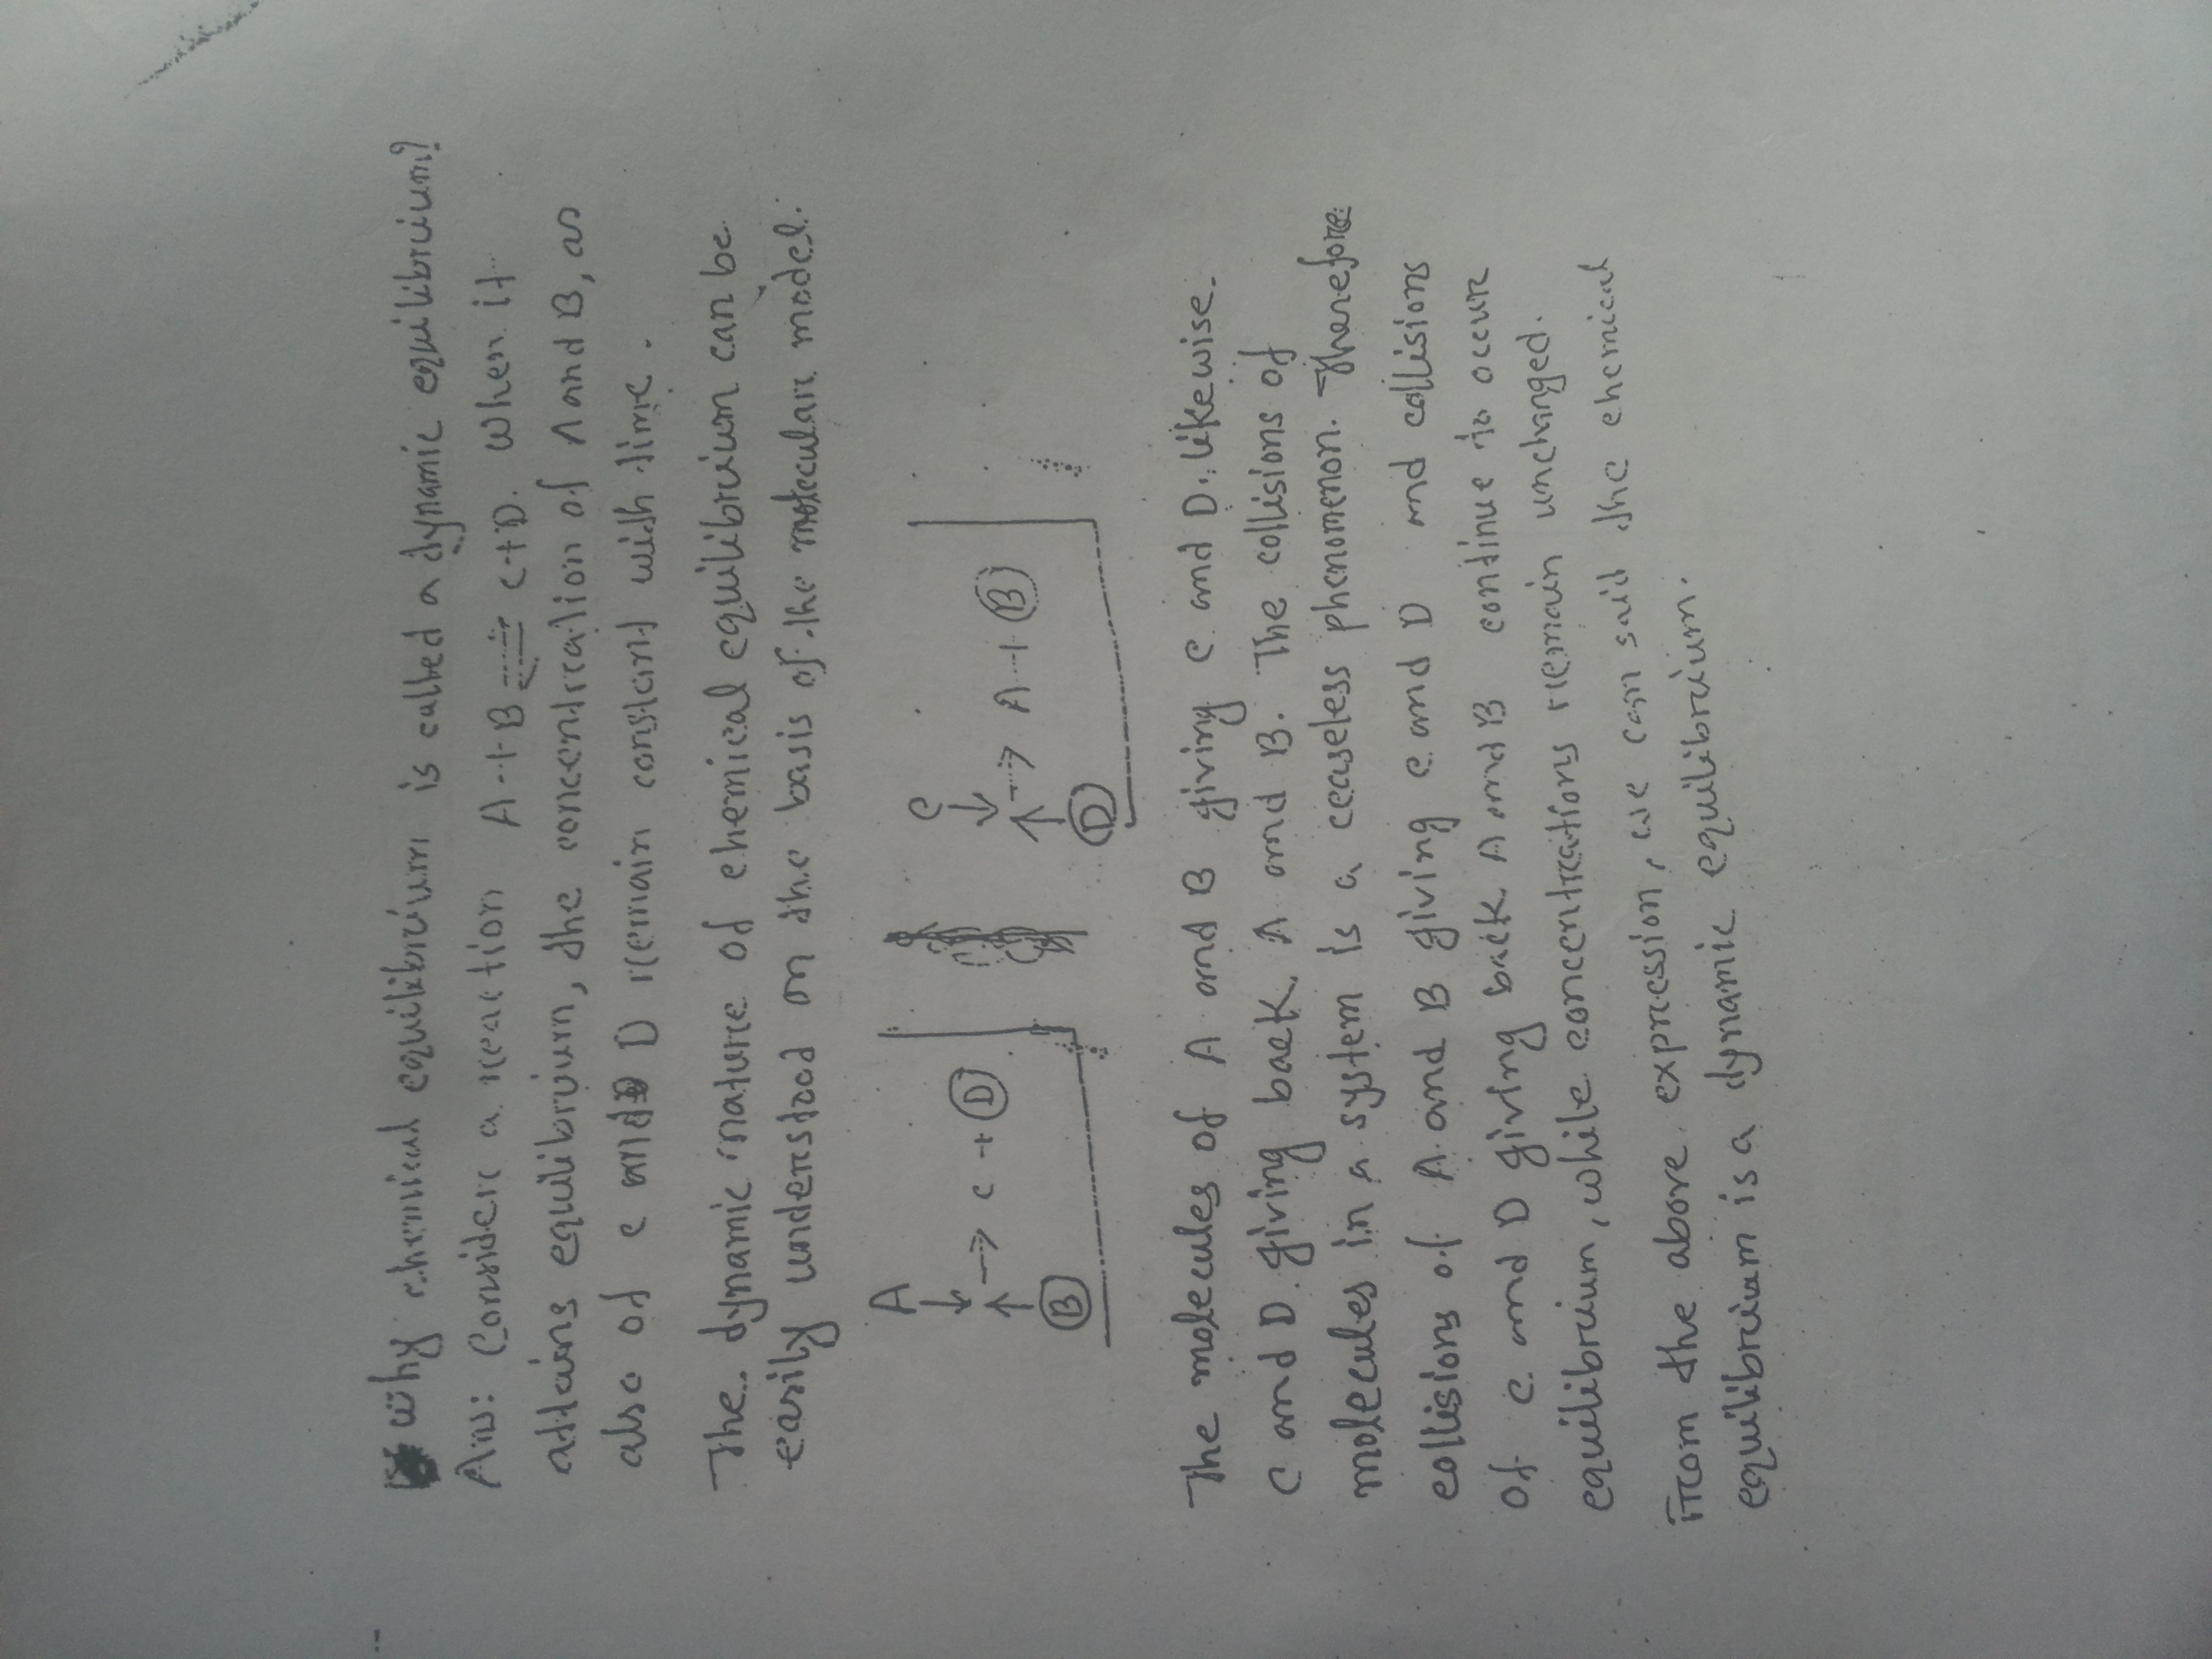 Why chemical equilibrium is called a dynamic equilibrium?
Ans: Consider a reaction A + B ⇌ C + D. When it
attains equilibrium, the concentration of A and B, as
also of C and D remain constant with time.
The dynamic nature of chemical equilibrium can be
easily understood on the basis of the molecular model.
A
↓
→ C + D
↑
B
C
↓
→ A + B
↑
D
The molecules of A and B giving C and D. likewise
C and D giving back A and B. The collisions of
molecules in a system is a ceaseless phenomenon. Therefore
collisions of A and B giving C and D and collisions
of C and D giving back A and B continue to occur
equilibrium, while concentrations remain unchanged.
From the above expression, we can said the chemical
equilibrium is a dynamic equilibrium.